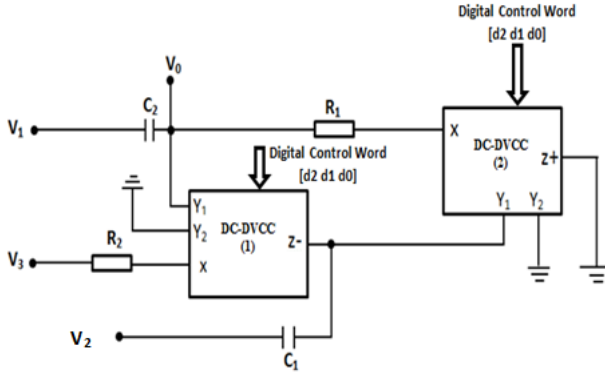 Digital Control Word
[d2 d1 d0]
V0
C2
R1
V1
X
DC-DVCC
(2)
Z+
Y1 Y2
Digital Control Word
[d2 d1 d0]
Y1
Y2
DC-DVCC
(1)
Z-
X
R2
V3
V2
C1